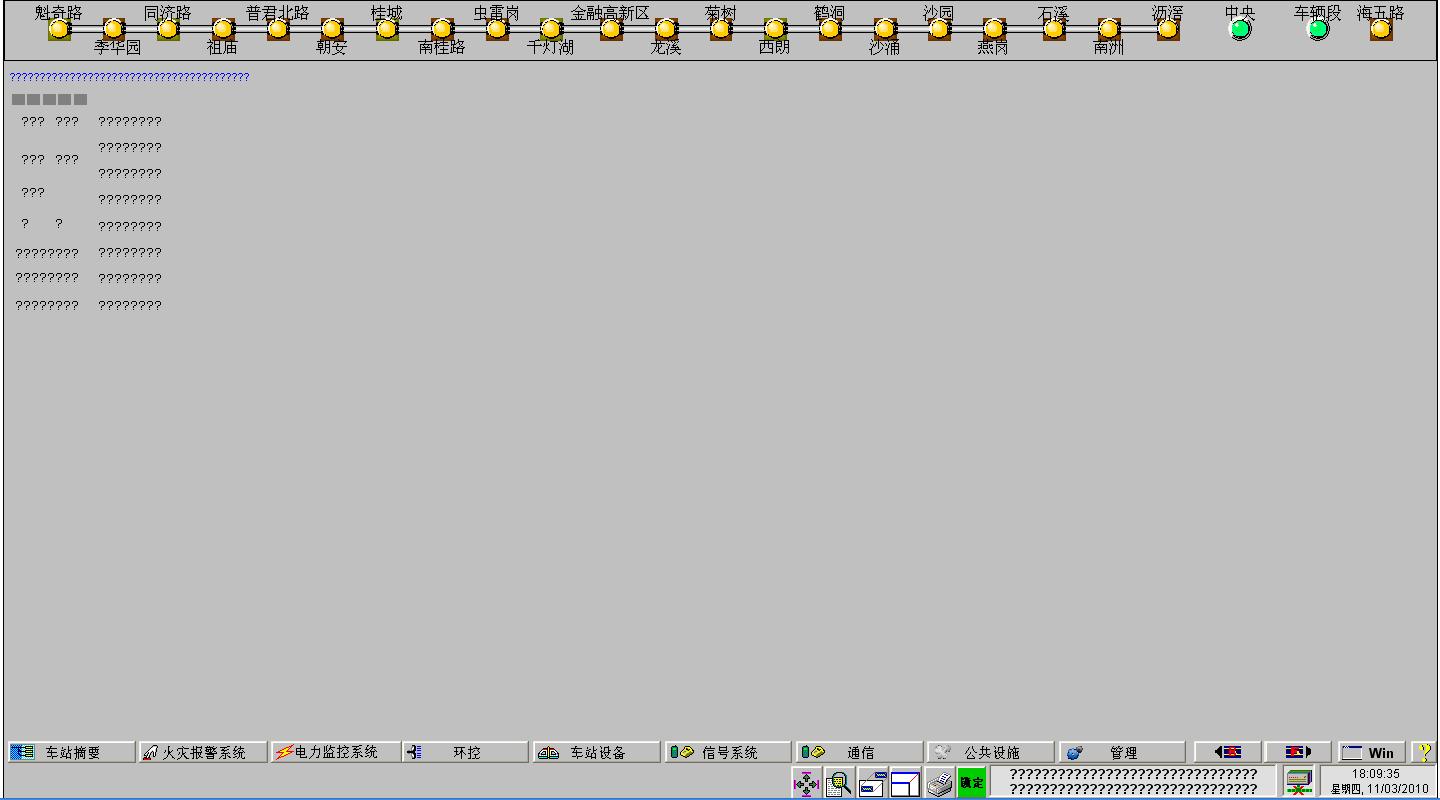 魁奇路 同济路 普君北路 桂城 虫雷岗 金融高新区 菊树 鹤洞 沙园 石溪 沥滘 中央 车辆段 海五路
季华园 祖庙 朝安 南桂路 千灯湖 龙溪 西朗 沙涌 燕岗 南洲
????????????????????????????????????????
??? ??? ????????
????????
??? ???
????????
??? ????????
? ? ????????
???????? ????????
???????? ????????
???????? ????????
车站摘要 火灾报警系统 电力监控系统 环控 车站设备 信号系统 通信 公共设施 管理 Win ?
确定 ??????????????????????????????? 18:09:35
??????????????????????????????? 星期四, 11/03/2010